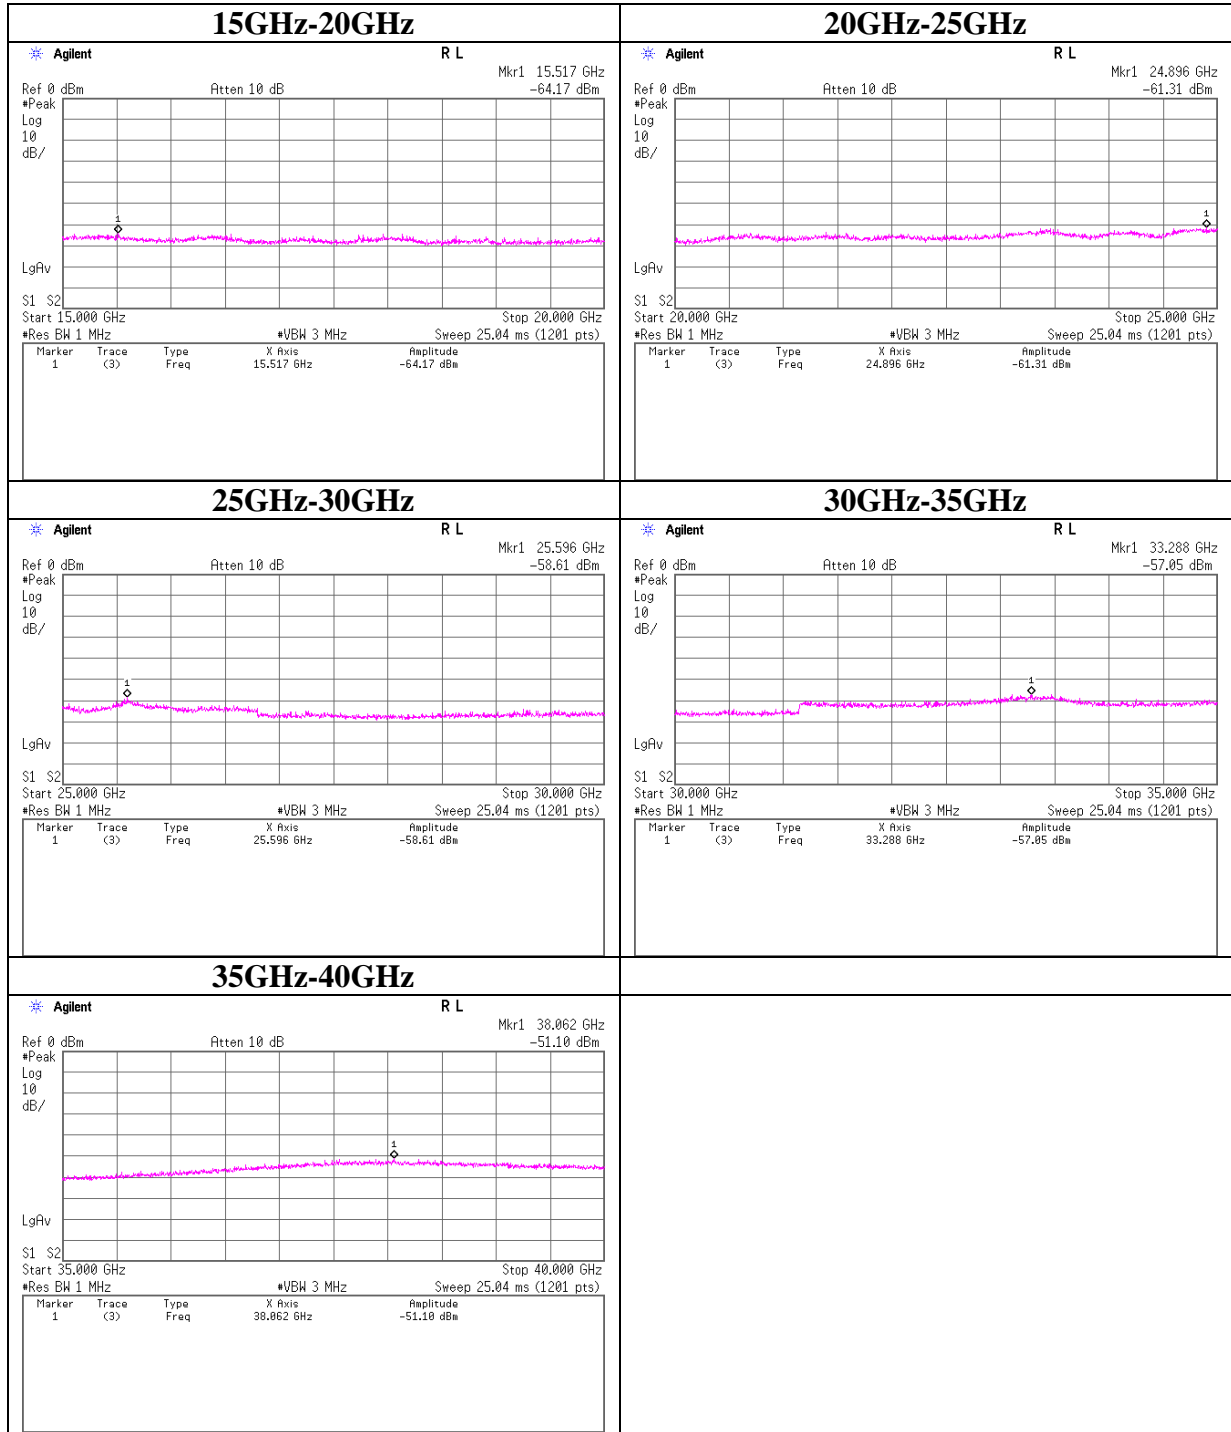 15GHz-20GHz
Agilent R L
Mkr1 15.517 GHz
Ref 0 dBm Atten 10 dB -64.17 dBm
#Peak
Log
10
dB/
1
LgAv
S1 S2
Start 15.000 GHz Stop 20.000 GHz
#Res BW 1 MHz #VBW 3 MHz Sweep 25.04 ms (1201 pts)
Marker Trace Type X Axis Amplitude
1 (3) Freq 15.517 GHz -64.17 dBm
20GHz-25GHz
Agilent R L
Mkr1 24.896 GHz
Ref 0 dBm Atten 10 dB -61.31 dBm
#Peak
Log
10
dB/
1
LgAv
S1 S2
Start 20.000 GHz Stop 25.000 GHz
#Res BW 1 MHz #VBW 3 MHz Sweep 25.04 ms (1201 pts)
Marker Trace Type X Axis Amplitude
1 (3) Freq 24.896 GHz -61.31 dBm
25GHz-30GHz
Agilent R L
Mkr1 25.596 GHz
Ref 0 dBm Atten 10 dB -58.61 dBm
#Peak
Log
10
dB/
1
LgAv
S1 S2
Start 25.000 GHz Stop 30.000 GHz
#Res BW 1 MHz #VBW 3 MHz Sweep 25.04 ms (1201 pts)
Marker Trace Type X Axis Amplitude
1 (3) Freq 25.596 GHz -58.61 dBm
30GHz-35GHz
Agilent R L
Mkr1 33.288 GHz
Ref 0 dBm Atten 10 dB -57.05 dBm
#Peak
Log
10
dB/
1
LgAv
S1 S2
Start 30.000 GHz Stop 35.000 GHz
#Res BW 1 MHz #VBW 3 MHz Sweep 25.04 ms (1201 pts)
Marker Trace Type X Axis Amplitude
1 (3) Freq 33.288 GHz -57.05 dBm
35GHz-40GHz
Agilent R L
Mkr1 38.062 GHz
Ref 0 dBm Atten 10 dB -51.10 dBm
#Peak
Log
10
dB/
1
LgAv
S1 S2
Start 35.000 GHz Stop 40.000 GHz
#Res BW 1 MHz #VBW 3 MHz Sweep 25.04 ms (1201 pts)
Marker Trace Type X Axis Amplitude
1 (3) Freq 38.062 GHz -51.10 dBm